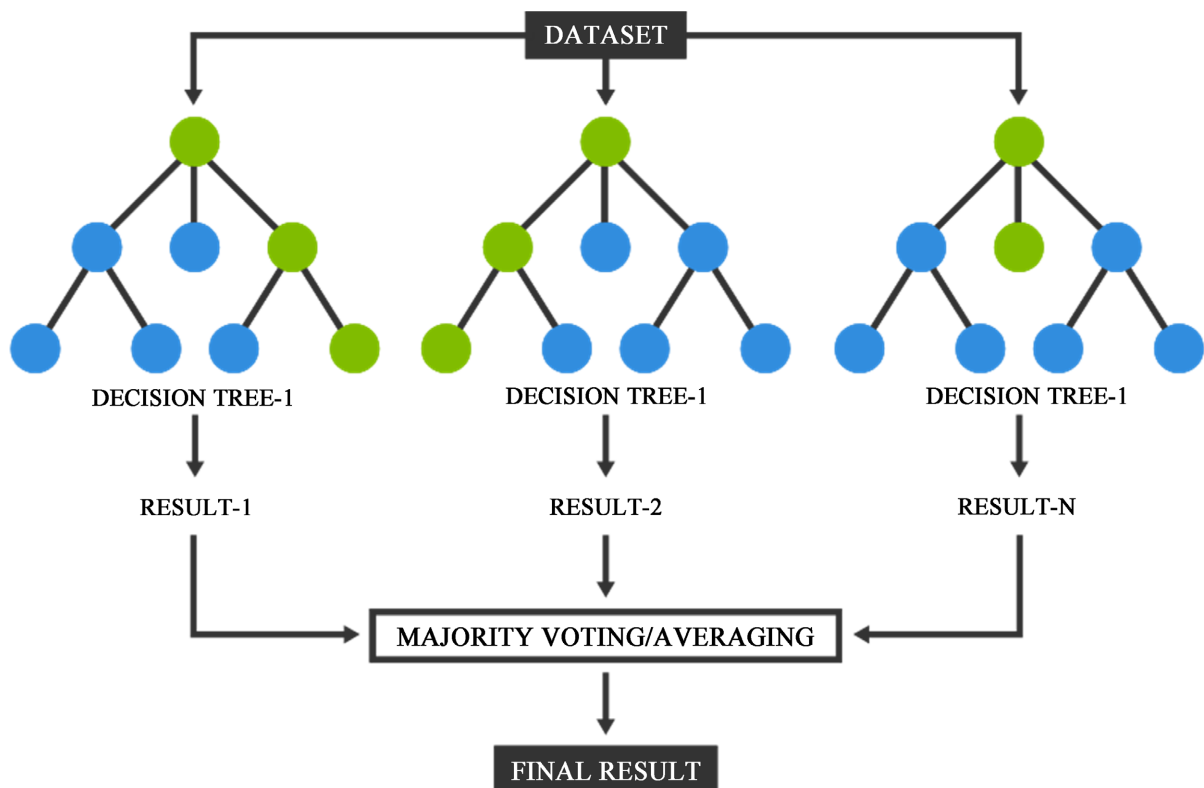 DATASET
DECISION TREE-1
DECISION TREE-1
DECISION TREE-1
RESULT-1
RESULT-2
RESULT-N
MAJORITY VOTING/AVERAGING
FINAL RESULT